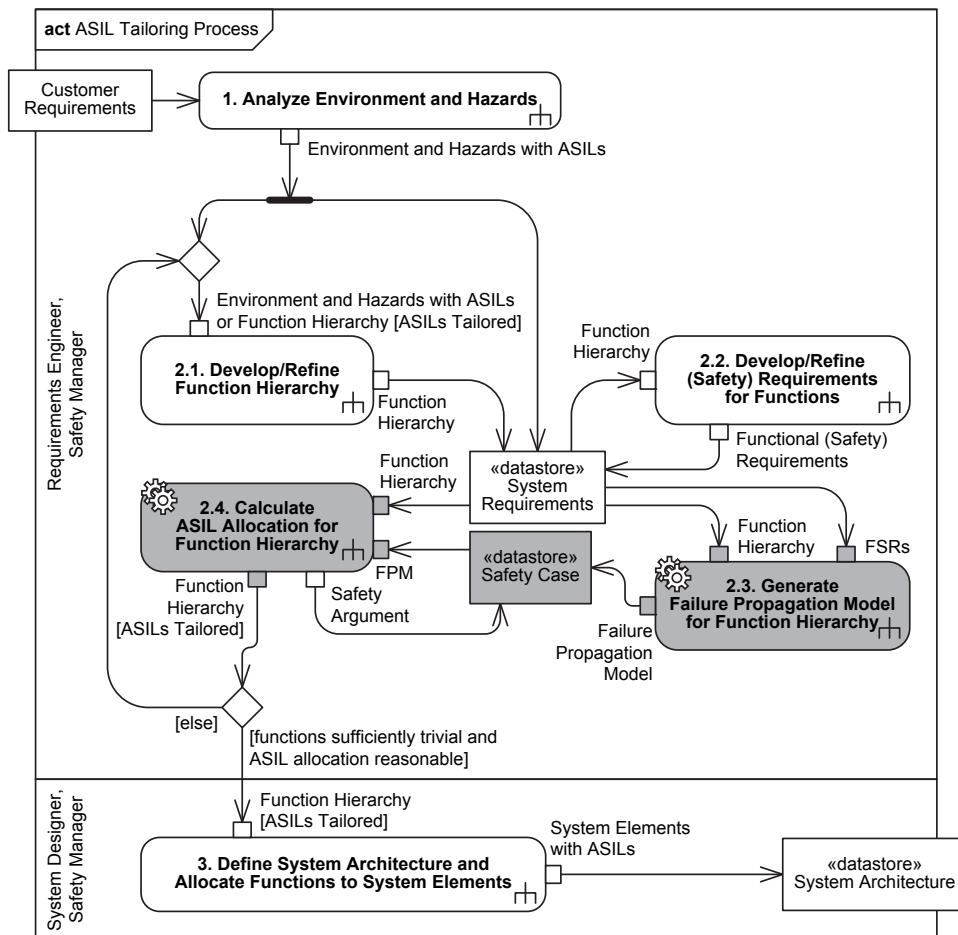 act ASIL Tailoring Process
Customer
Requirements
1. Analyze Environment and Hazards
Environment and Hazards with ASILs
Environment and Hazards with ASILs
or Function Hierarchy [ASILs Tailored]
Requirements Engineer,
Safety Manager
2.1. Develop/Refine
Function Hierarchy
Function
Hierarchy
Function
Hierarchy
2.2. Develop/Refine
(Safety) Requirements
for Functions
Functional (Safety)
Requirements
«datastore»
System
Requirements
Function
Hierarchy
2.4. Calculate
ASIL Allocation for
Function Hierarchy
FPM
«datastore»
Safety Case
Function
Hierarchy
FSRs
2.3. Generate
Failure Propagation Model
for Function Hierarchy
Failure
Propagation
Model
Function
Hierarchy
[ASILs Tailored]
Safety
Argument
[else]
[functions sufficiently trivial and
ASIL allocation reasonable]
System Designer,
Safety Manager
Function Hierarchy
[ASILs Tailored]
3. Define System Architecture and
Allocate Functions to System Elements
System Elements
with ASILs
«datastore»
System Architecture